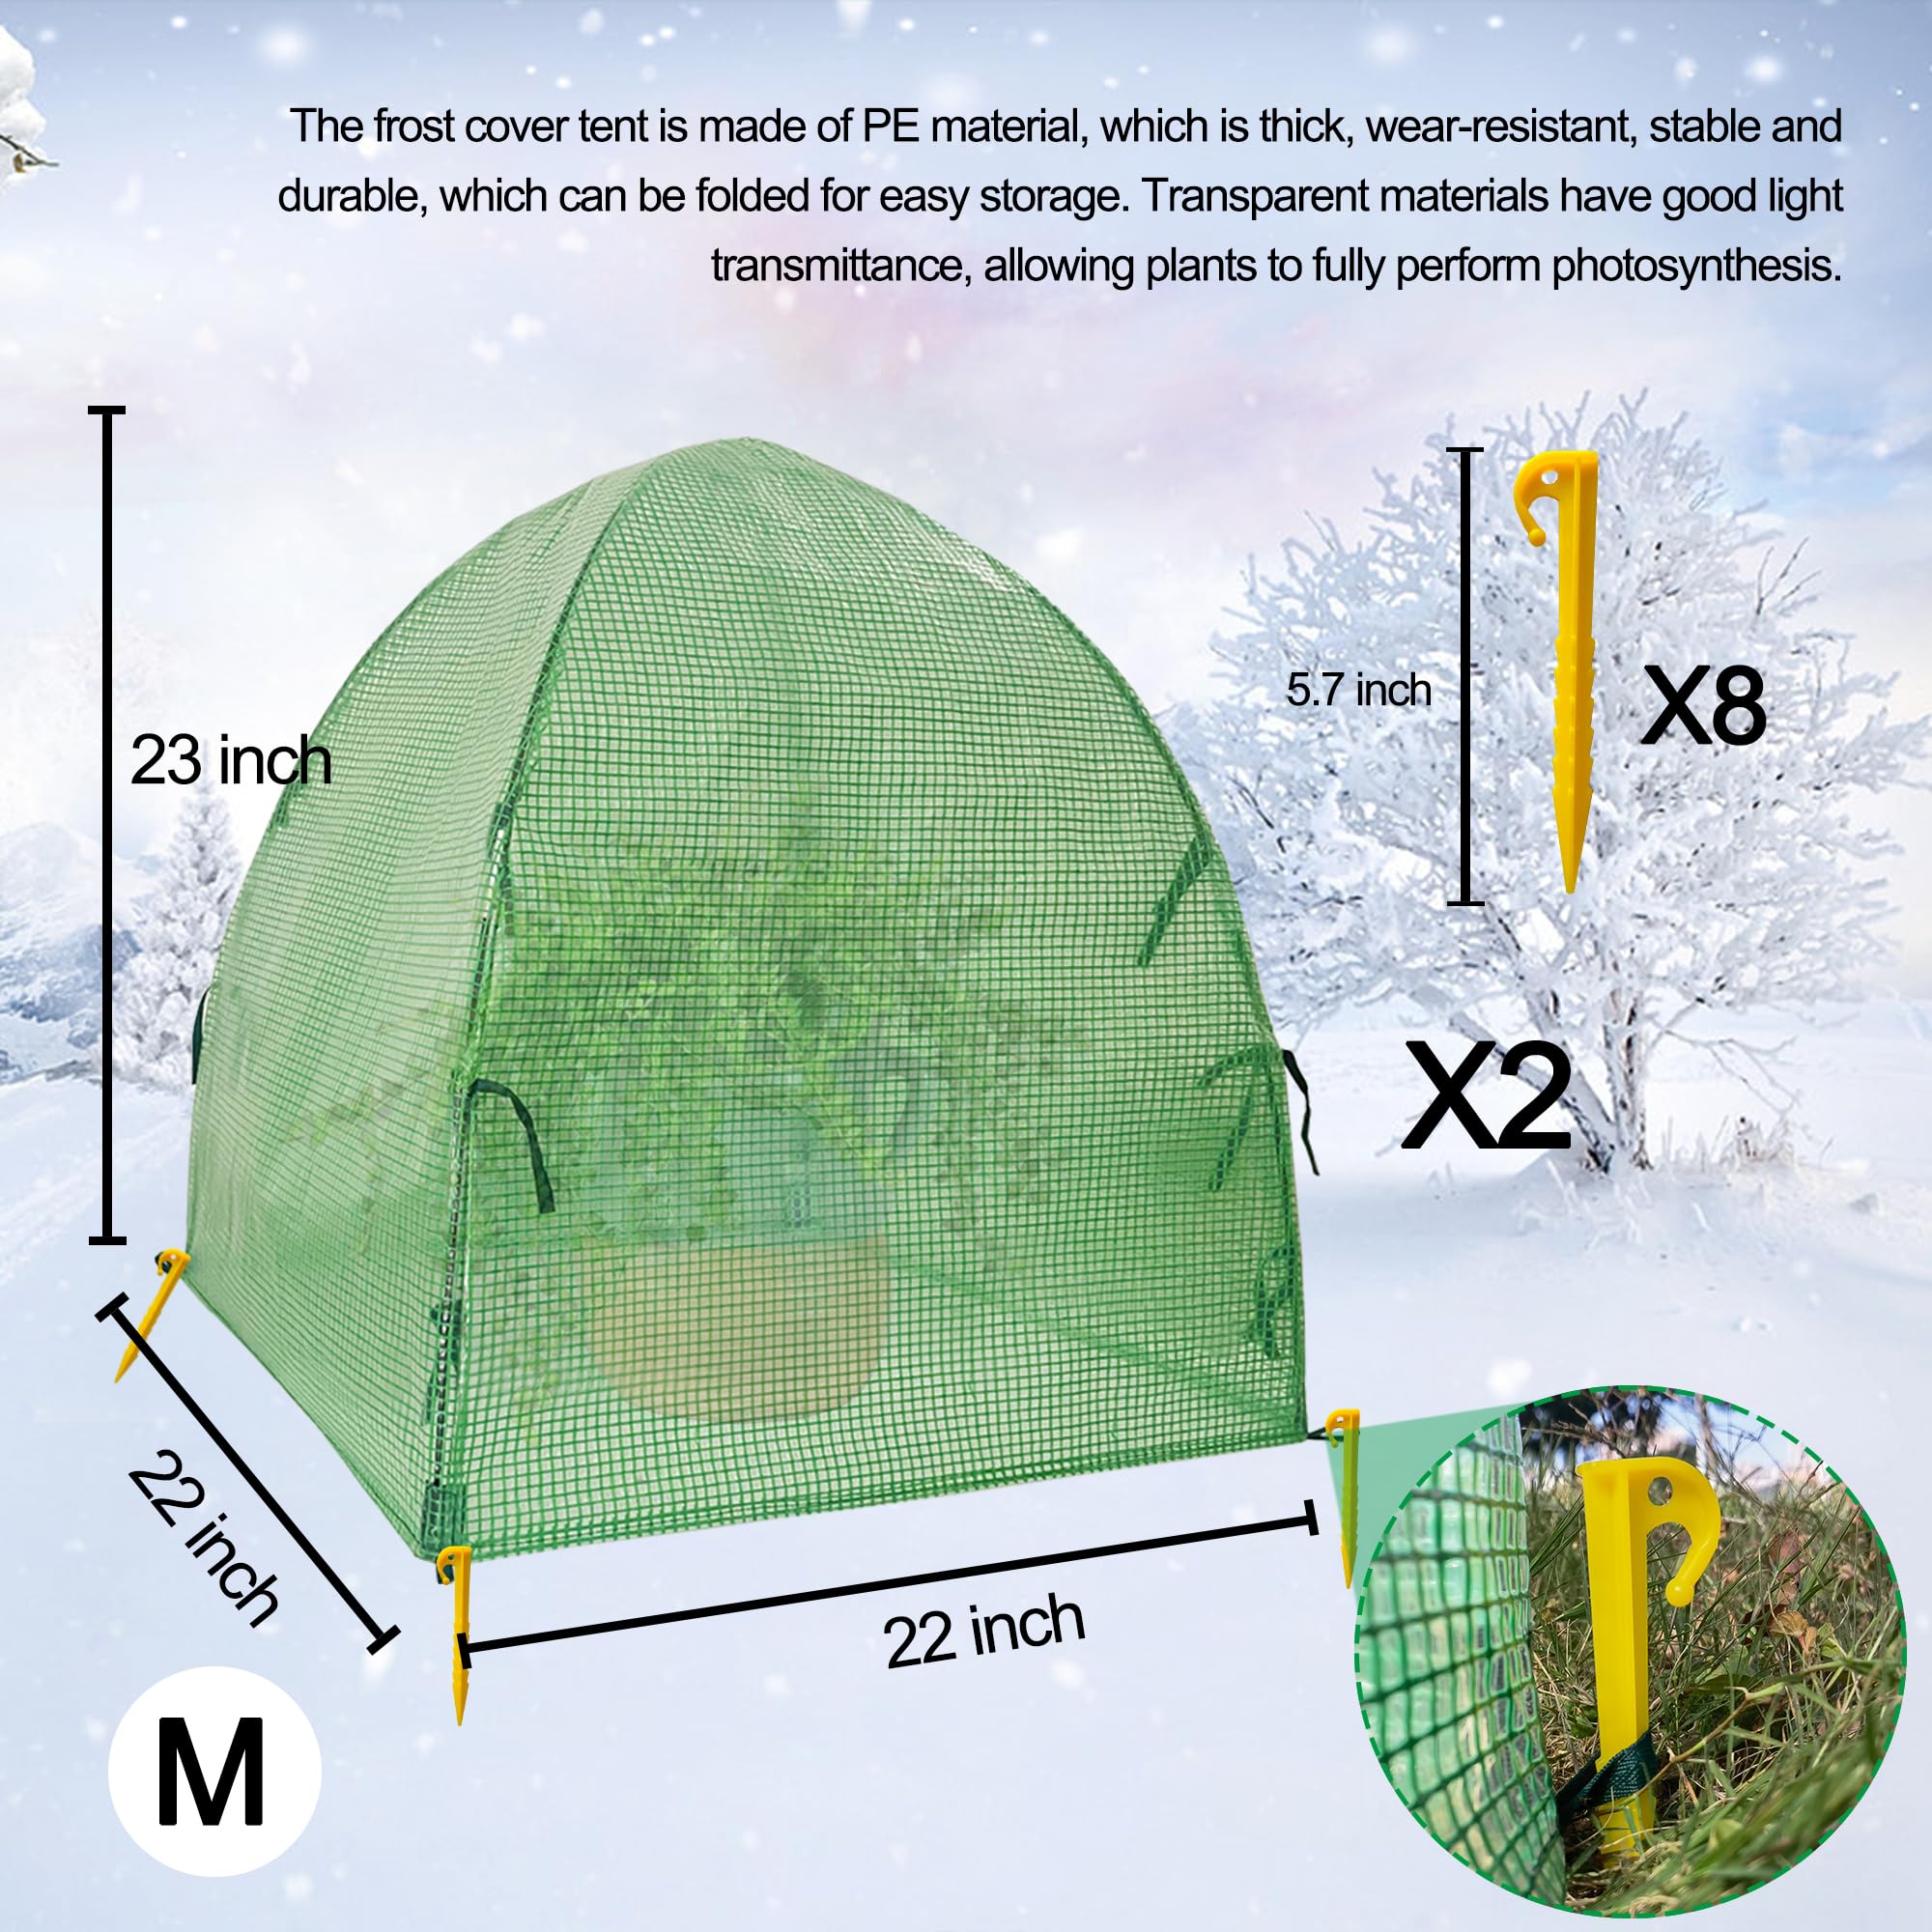 The frost cover tent is made of PE material, which is thick, wear-resistant, stable and
durable, which can be folded for easy storage. Transparent materials have good light
transmittance, allowing plants to fully perform photosynthesis.
23 inch
5.7 inch
X8
X2
22 inch
22 inch
M